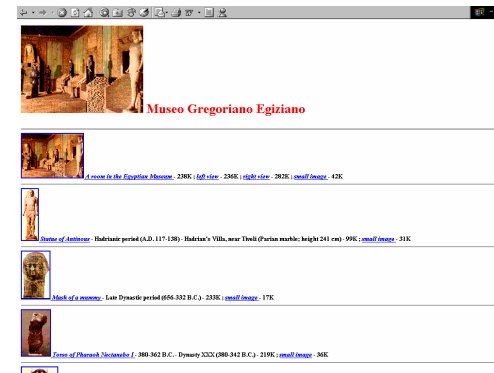 Museo Gregoriano Egiziano
A room in the Egyptian Museum - 238K ; left view - 236K ; right view - 282K ; small image - 42K
Statue of Antinous - Hadrianic period (A.D. 117-138) - Hadrian's Villa, near Tivoli (Parian marble; height 241 cm) - 99K ; small image - 31K
Mask of a mummy - Late Dynastic period (656-332 B.C.) - 233K ; small image - 17K
Torso of Pharaoh Nectanebo I - 380-362 B.C. - Dynasty XXX (380-342 B.C.) - 219K ; small image - 36K